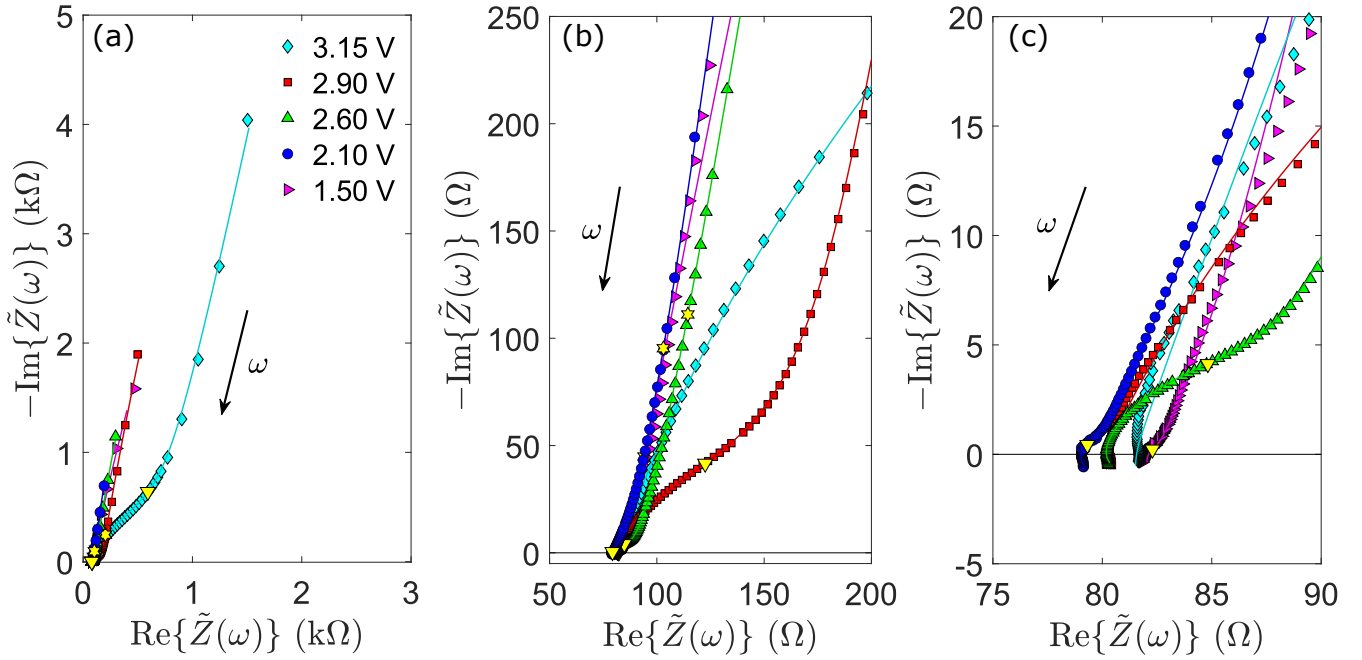 (a)
3.15 V
2.90 V
2.60 V
2.10 V
1.50 V
ω
5
4
3
2
1
0
0 1 2 3
−Im{Z̃(ω)} (kΩ)
Re{Z̃(ω)} (kΩ)
(b)
ω
250
200
150
100
50
0
50 100 150 200
−Im{Z̃(ω)} (Ω)
Re{Z̃(ω)} (Ω)
(c)
ω
20
15
10
5
0
-5
75 80 85 90
−Im{Z̃(ω)} (Ω)
Re{Z̃(ω)} (Ω)